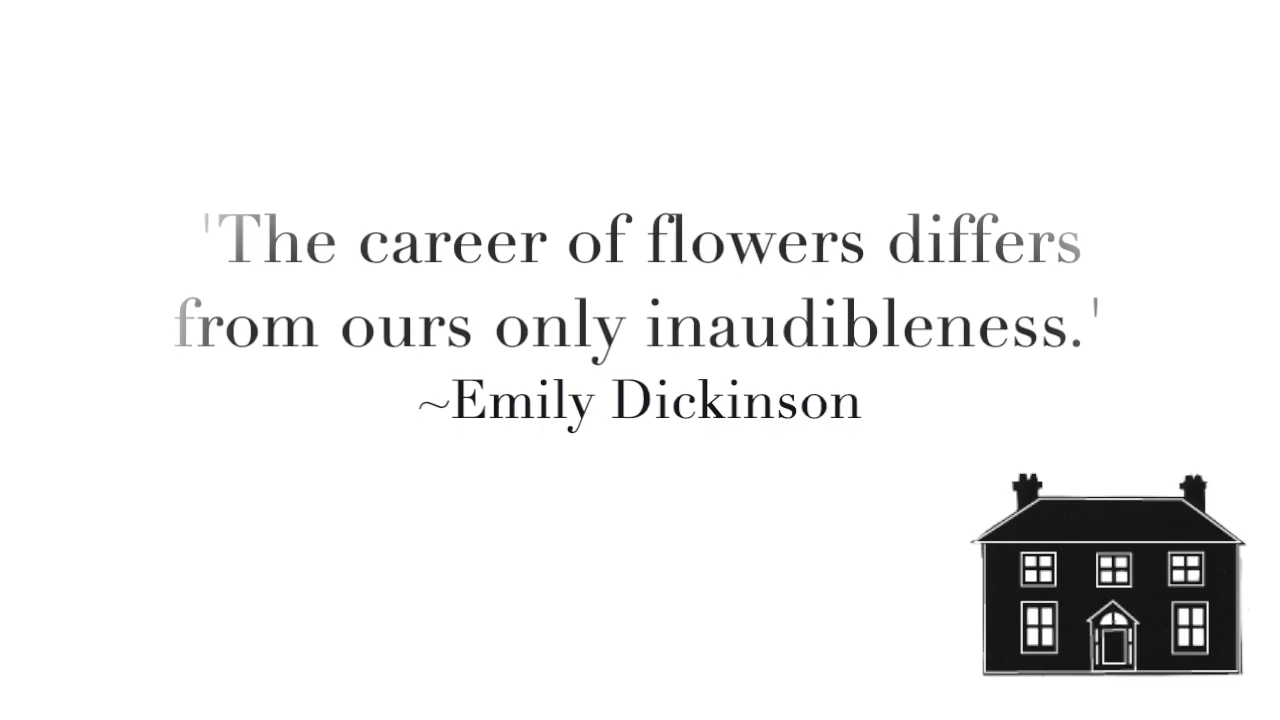 'The career of flowers differs
from ours only inaudibleness.'
~Emily Dickinson